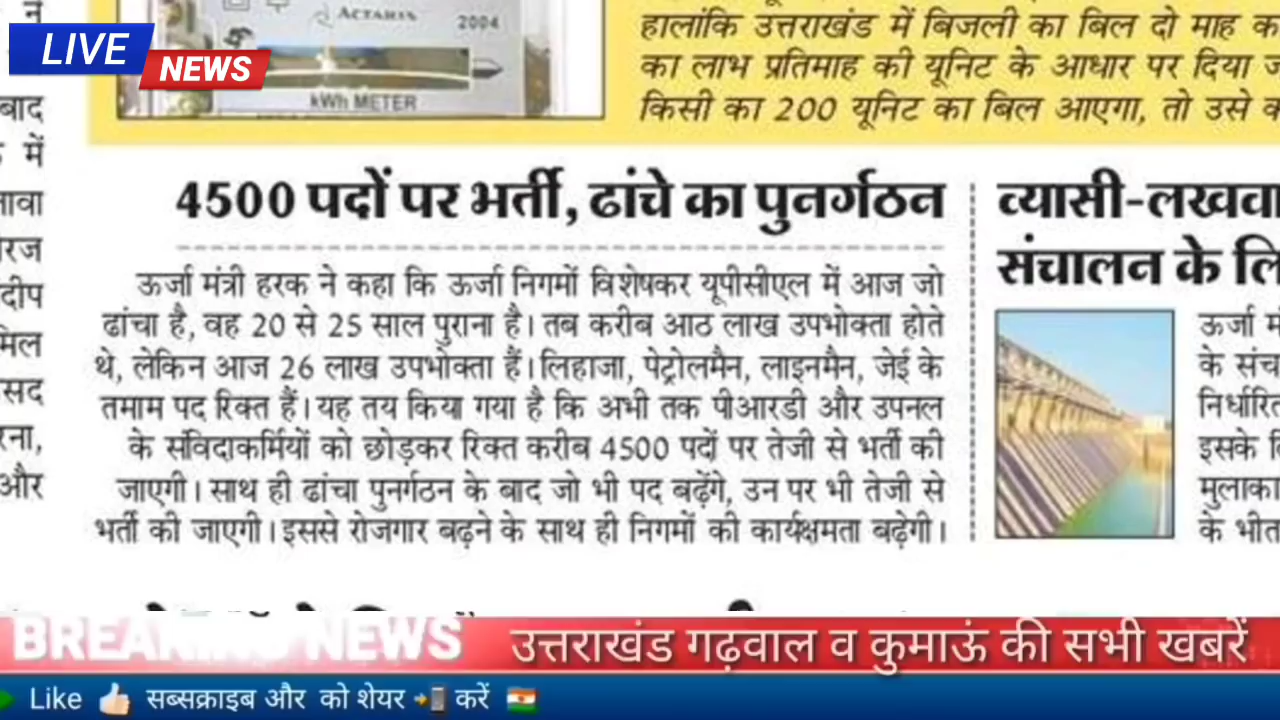 ACTARIS
2004
kWh METER
LIVE
NEWS
हालांकि उत्तराखंड में बिजली का बिल दो माह
का लाभ प्रतिमाह की यूनिट के आधार पर दिया
किसी का 200 यूनिट का बिल आएगा, तो उसे
बाद
में
दीप
और
4500 पदों पर भर्ती, ढांचे का पुनर्गठन
ऊर्जा मंत्री हरक ने कहा कि ऊर्जा निगमों विशेषकर यूपीसीएल में आज जो
ढांचा है, वह 20 से 25 साल पुराना है। तब करीब आठ लाख उपभोक्ता होते
थे, लेकिन आज 26 लाख उपभोक्ता हैं। लिहाजा, पेट्रोलमैन, लाइनमैन, जेई के
तमाम पद रिक्त हैं। यह तय किया गया है कि अभी तक पीआरडी और उपनल
के संविदाकर्मियों को छोड़कर रिक्त करीब 4500 पदों पर तेजी से भर्ती की
जाएगी। साथ ही ढांचा पुनर्गठन के बाद जो भी पद बढ़ेंगे, उन पर भी तेजी से
भर्ती की जाएगी। इससे रोजगार बढ़ने के साथ ही निगमों की कार्यक्षमता बढ़ेगी।
व्यासी-लखवा
संचालन के लि
ऊर्जा
के संच
निर्धारित
इसके
मुलाका
के भीत
BREAKING NEWS
उत्तराखंड गढ़वाल व कुमाऊं की सभी खबरें
Like 👍 सब्सक्राइब और को शेयर 📲 करें